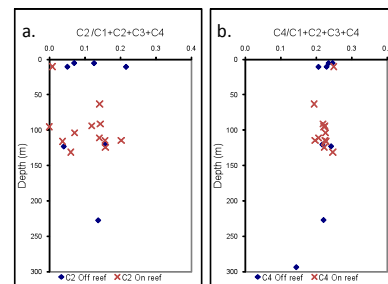 a.
C2 /C1+C2+C3+C4
0.0 0.1 0.2 0.3 0.4
0
50
100
150
200
250
300
Depth (m)
C2 Off reef C2 On reef
b.
C4/C1+C2+C3+C4
0.0 0.1 0.2 0.3 0.4
0
50
100
150
200
250
300
Depth (m)
C4 Off reef C4 On reef